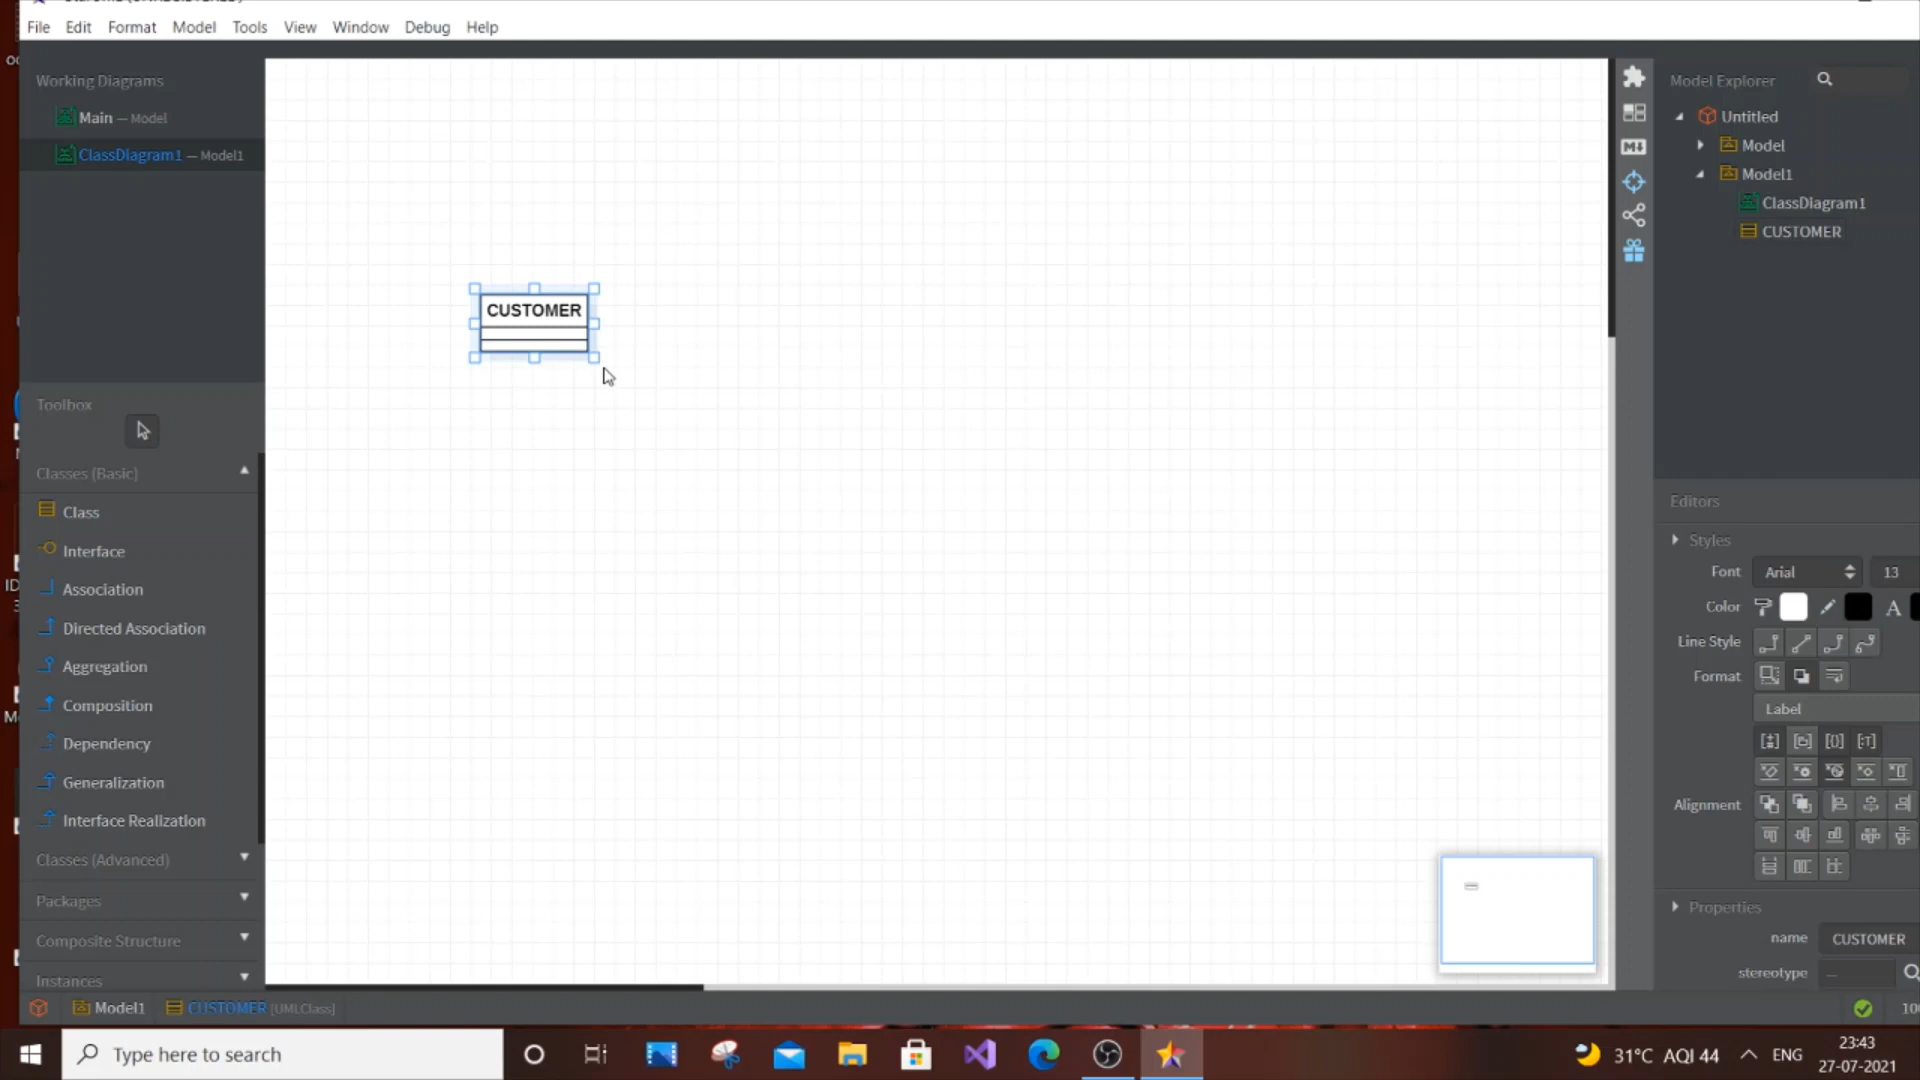 File Edit Format Model Tools View Window Debug Help
Working Diagrams
Main — Model
ClassDiagram1 — Model1
Toolbox
Classes (Basic)
Class
Interface
Association
Directed Association
Aggregation
Composition
Dependency
Generalization
Interface Realization
Classes (Advanced)
Packages
Composite Structure
Instances
CUSTOMER
Model Explorer
Untitled
Model
Model1
ClassDiagram1
CUSTOMER
Editors
Styles
Font Arial 13
Color A
Line Style
Format
Label
Alignment
Properties
name CUSTOMER
stereotype —
Model1 CUSTOMER [UMLClass]
Type here to search
31°C AQI 44 ENG
23:43
27-07-2021